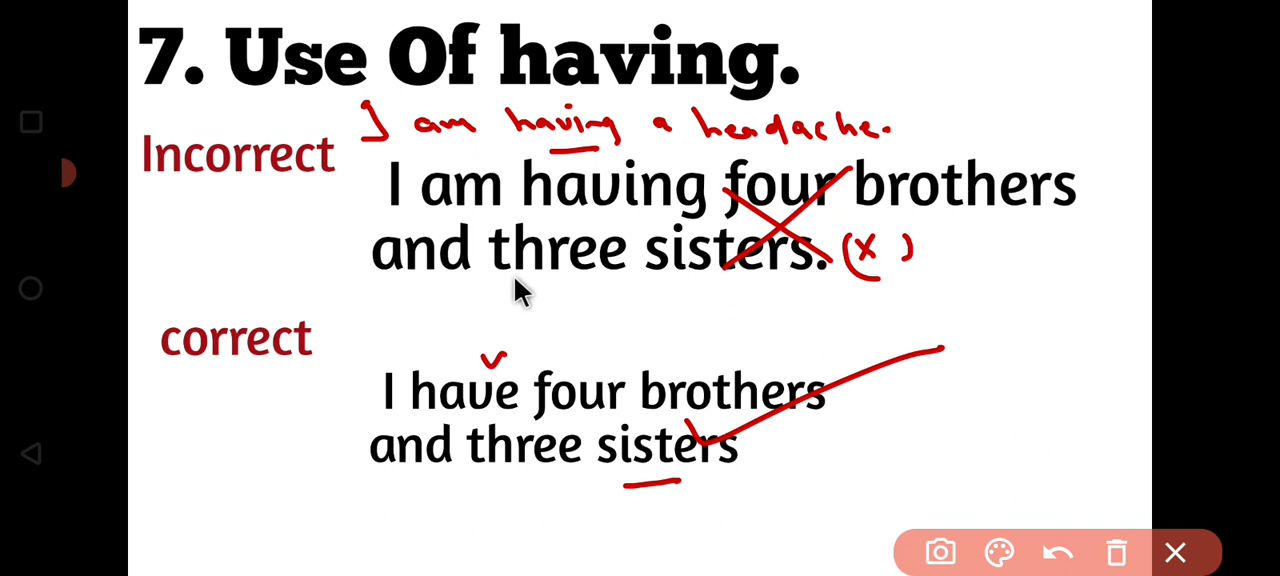 7. Use Of having.
I am having a headache.
Incorrect
I am having four brothers
and three sisters. (x)
correct
I have four brothers
and three sisters